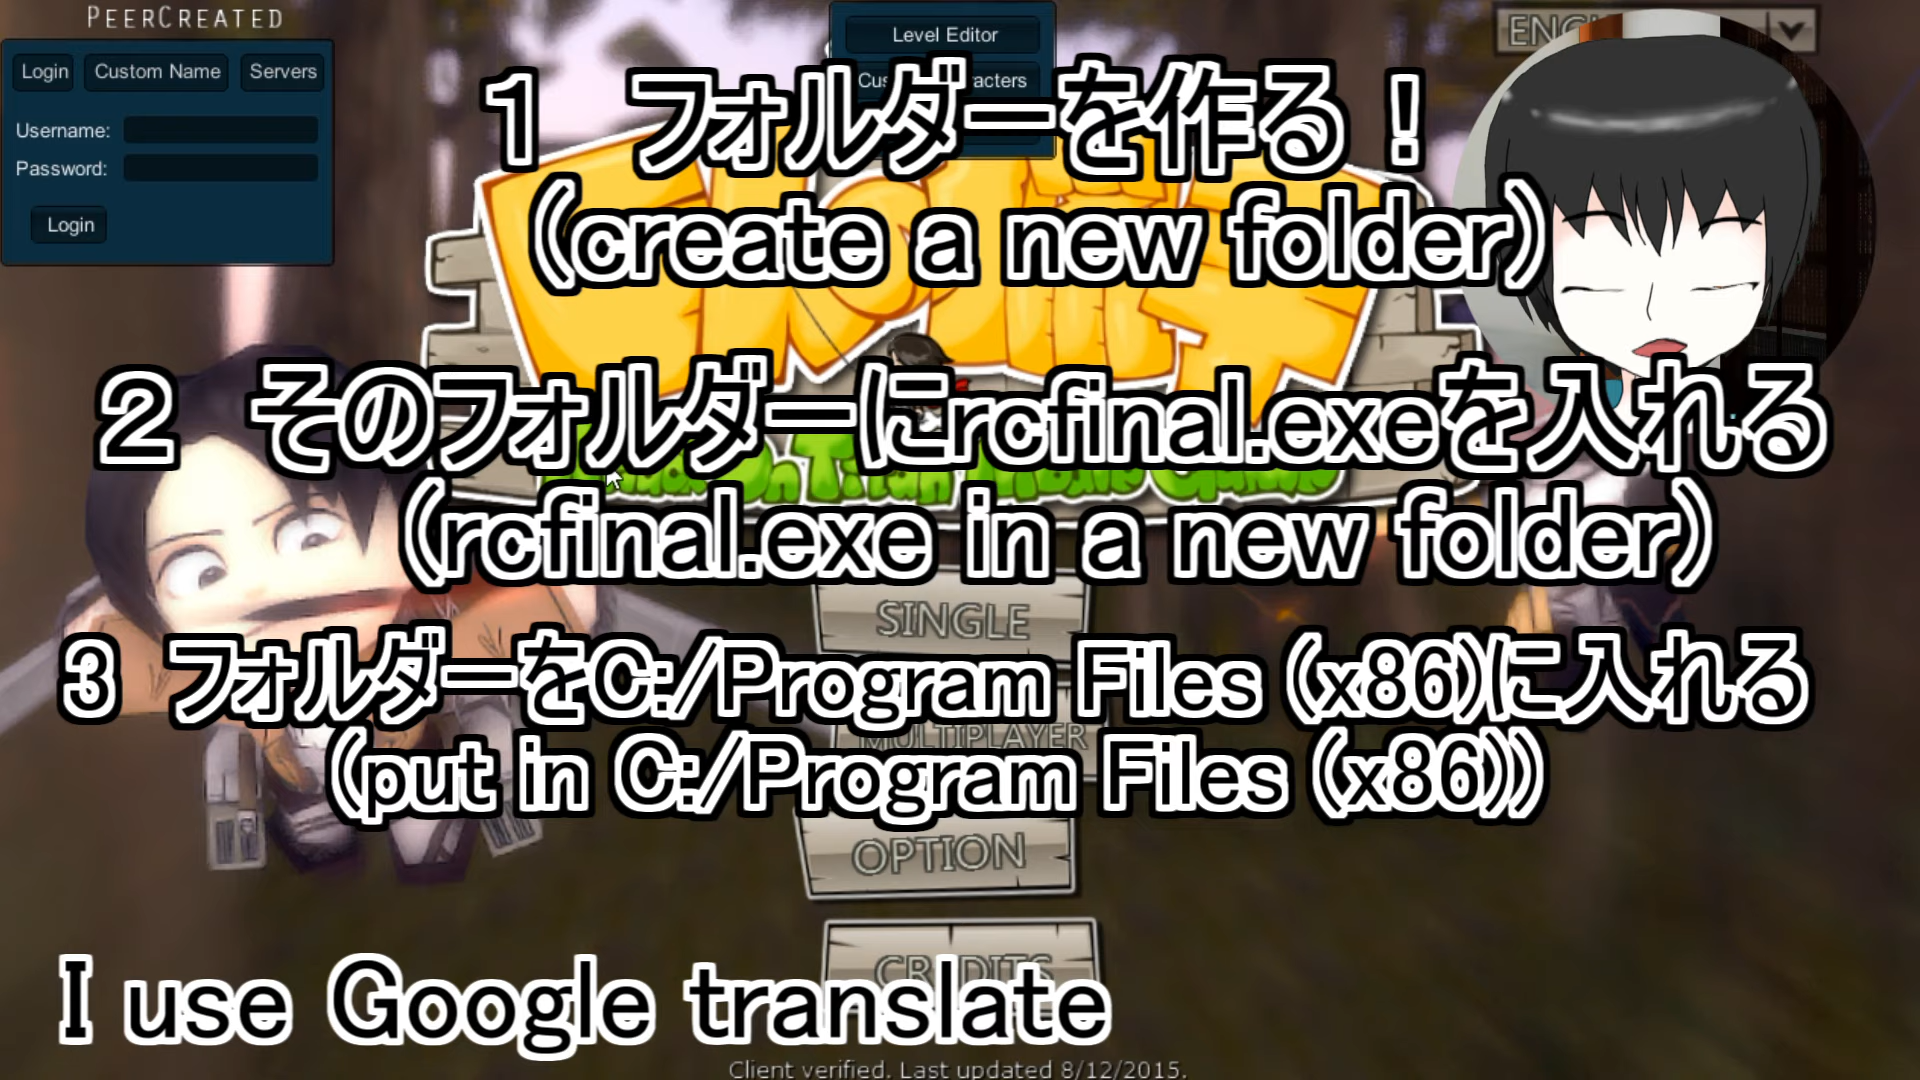 PEERCREATED
Login Custom Name Servers
Username:
Password:
Login
Level Editor
ENG
1 フォルダーを作る！
(create a new folder)
2 そのフォルダーにrcfinal.exeを入れる
(rcfinal.exe in a new folder)
SINGLE
3 フォルダーをC:/Program Files (x86)に入れる
MULTIPLAYER
(put in C:/Program Files (x86))
OPTION
CREDITS
I use Google translate
Client verified. Last updated 8/12/2015.